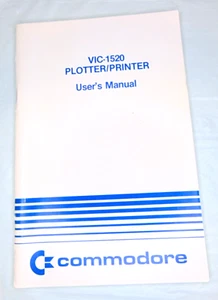 VIC-1520
PLOTTER/PRINTER
User's Manual
commodore